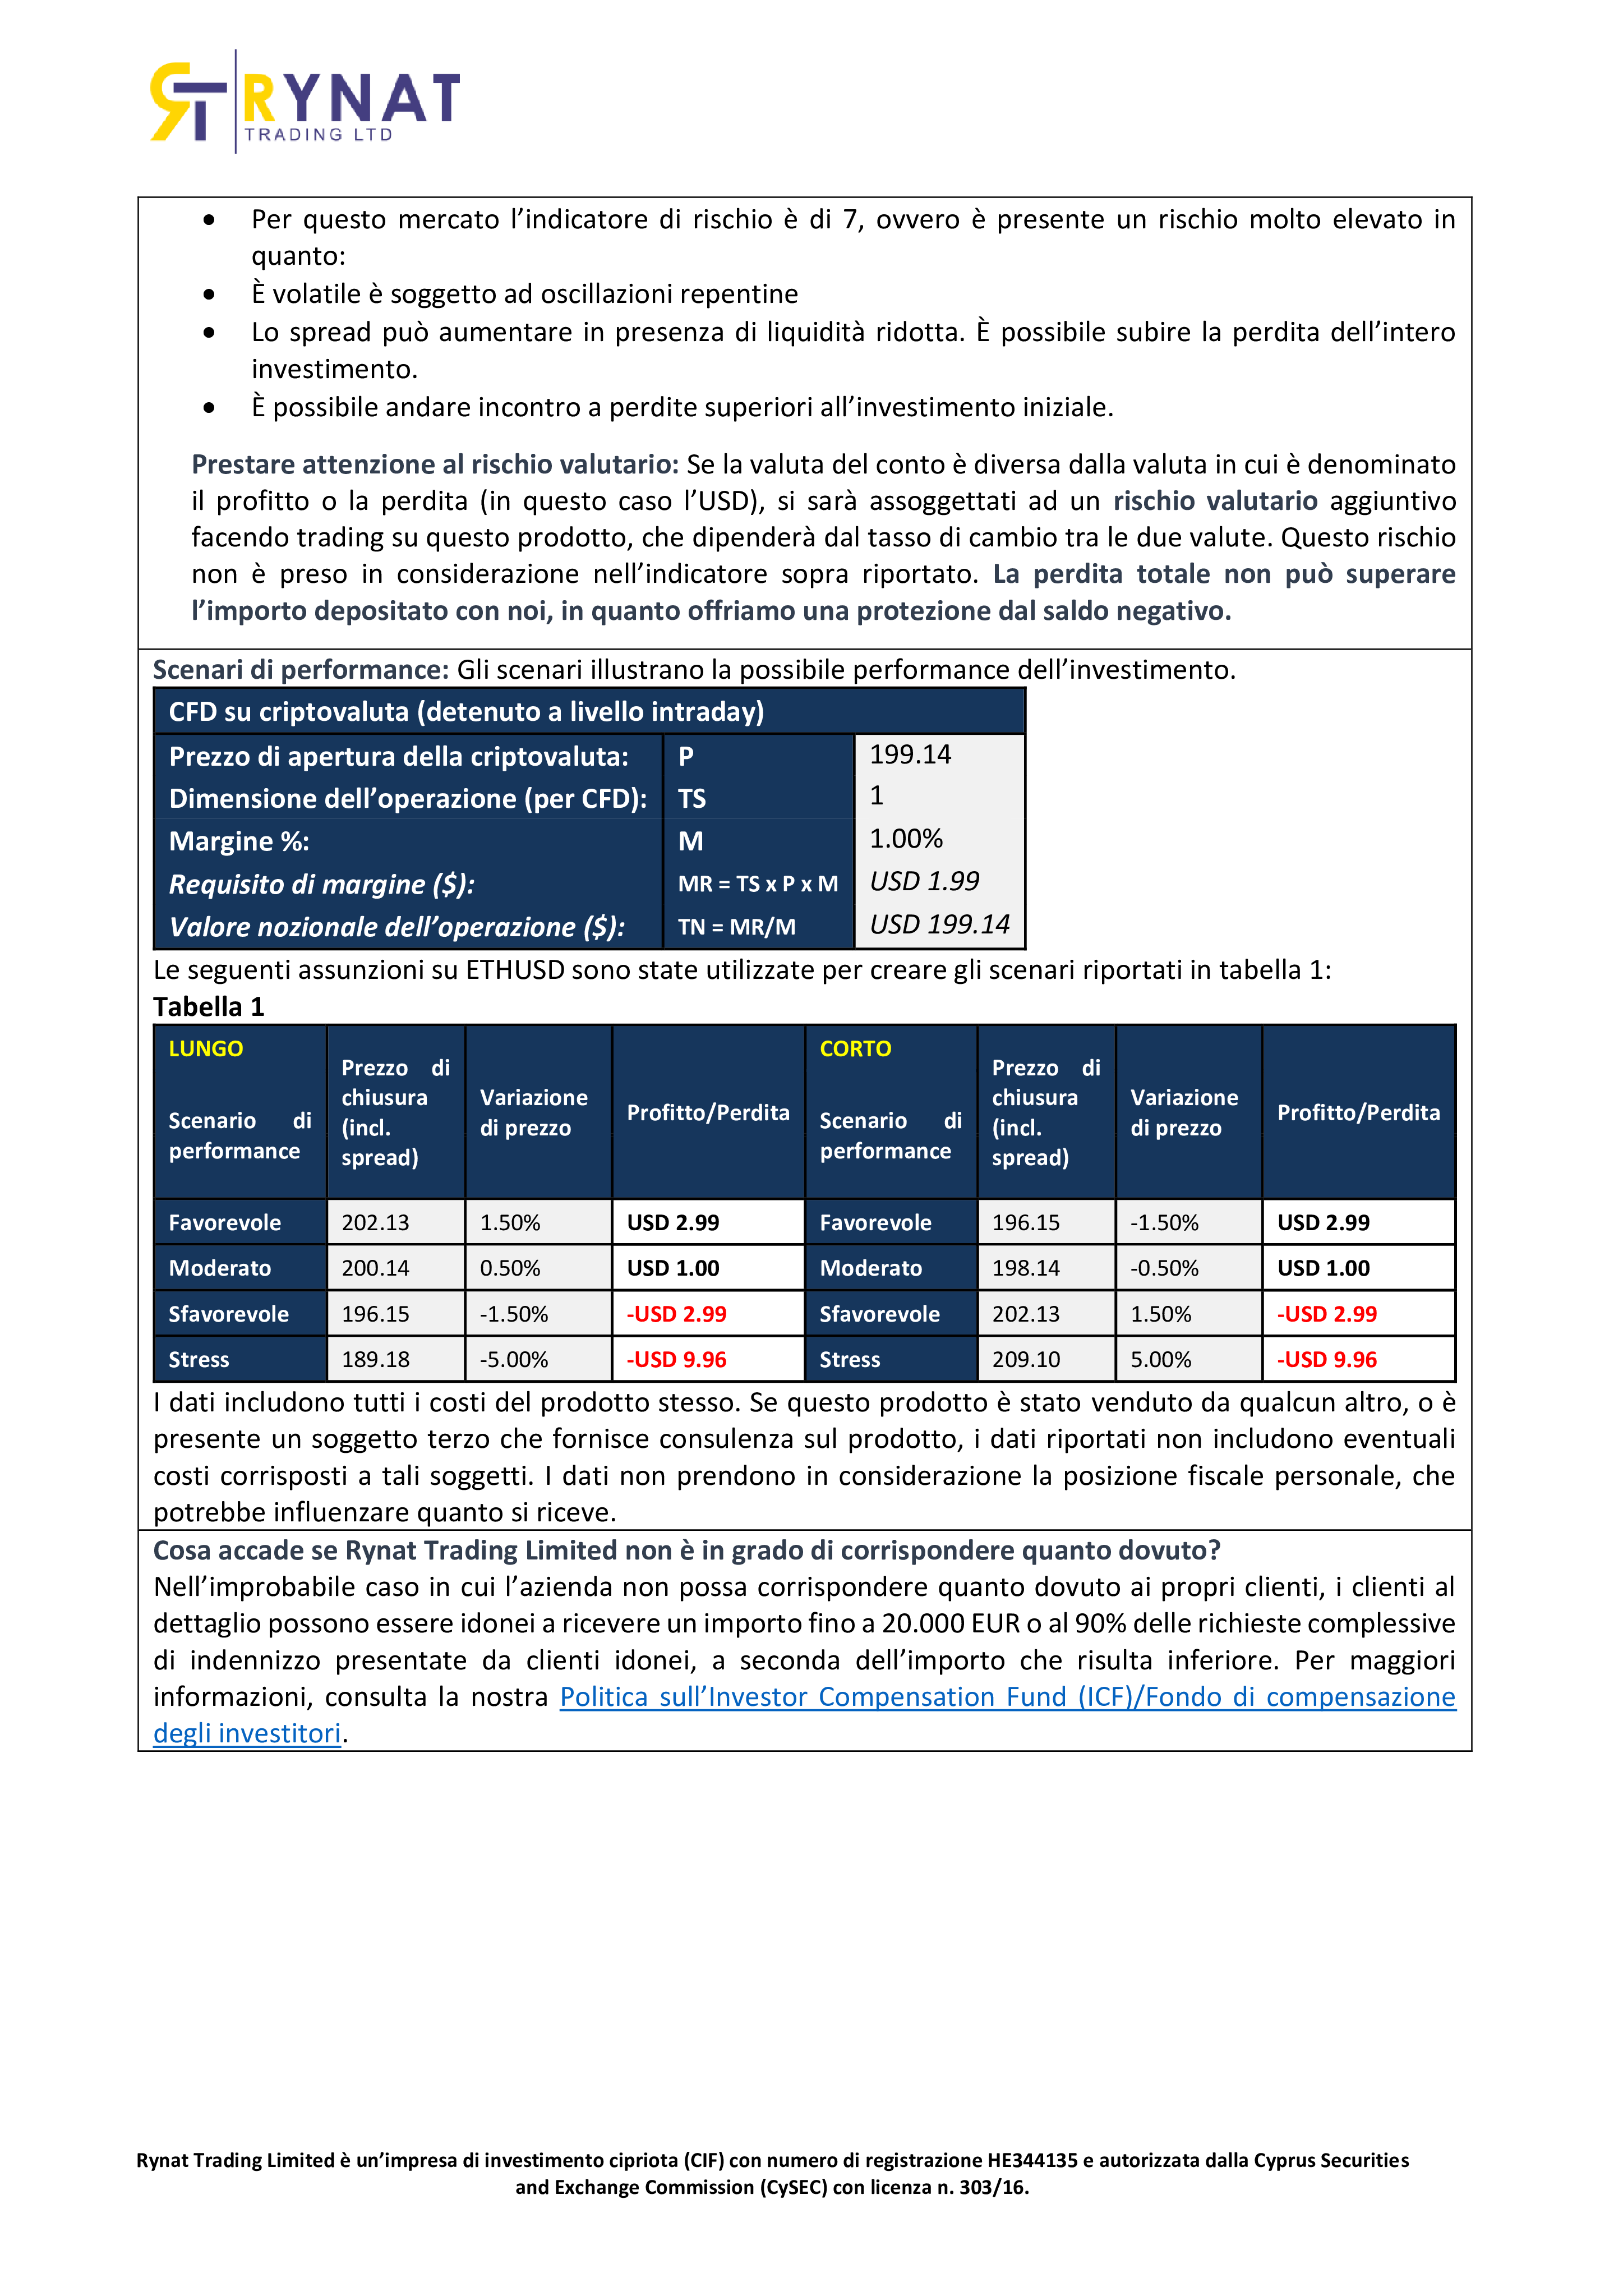 RYNAT
TRADING LTD
• Per questo mercato l’indicatore di rischio è di 7, ovvero è presente un rischio molto elevato in
quanto:
• È volatile è soggetto ad oscillazioni repentine
• Lo spread può aumentare in presenza di liquidità ridotta. È possibile subire la perdita dell’intero
investimento.
• È possibile andare incontro a perdite superiori all’investimento iniziale.
Prestare attenzione al rischio valutario: Se la valuta del conto è diversa dalla valuta in cui è denominato
il profitto o la perdita (in questo caso l’USD), si sarà assoggettati ad un rischio valutario aggiuntivo
facendo trading su questo prodotto, che dipenderà dal tasso di cambio tra le due valute. Questo rischio
non è preso in considerazione nell’indicatore sopra riportato. La perdita totale non può superare
l’importo depositato con noi, in quanto offriamo una protezione dal saldo negativo.
Scenari di performance: Gli scenari illustrano la possibile performance dell’investimento.
CFD su criptovaluta (detenuto a livello intraday)
Prezzo di apertura della criptovaluta: P 199.14
Dimensione dell’operazione (per CFD): TS 1
Margine %: M 1.00%
Requisito di margine ($): MR = TS x P x M USD 1.99
Valore nozionale dell’operazione ($): TN = MR/M USD 199.14
Le seguenti assunzioni su ETHUSD sono state utilizzate per creare gli scenari riportati in tabella 1:
Tabella 1
LUNGO
Scenario di
performance
Prezzo di
chiusura
(incl.
spread)
Variazione
di prezzo
Profitto/Perdita
CORTO
Scenario di
performance
Prezzo di
chiusura
(incl.
spread)
Variazione
di prezzo
Profitto/Perdita
Favorevole 202.13 1.50% USD 2.99 Favorevole 196.15 -1.50% USD 2.99
Moderato 200.14 0.50% USD 1.00 Moderato 198.14 -0.50% USD 1.00
Sfavorevole 196.15 -1.50% -USD 2.99 Sfavorevole 202.13 1.50% -USD 2.99
Stress 189.18 -5.00% -USD 9.96 Stress 209.10 5.00% -USD 9.96
I dati includono tutti i costi del prodotto stesso. Se questo prodotto è stato venduto da qualcun altro, o è
presente un soggetto terzo che fornisce consulenza sul prodotto, i dati riportati non includono eventuali
costi corrisposti a tali soggetti. I dati non prendono in considerazione la posizione fiscale personale, che
potrebbe influenzare quanto si riceve.
Cosa accade se Rynat Trading Limited non è in grado di corrispondere quanto dovuto?
Nell’improbabile caso in cui l’azienda non possa corrispondere quanto dovuto ai propri clienti, i clienti al
dettaglio possono essere idonei a ricevere un importo fino a 20.000 EUR o al 90% delle richieste complessive
di indennizzo presentate da clienti idonei, a seconda dell’importo che risulta inferiore. Per maggiori
informazioni, consulta la nostra Politica sull’Investor Compensation Fund (ICF)/Fondo di compensazione
degli investitori.
Rynat Trading Limited è un’impresa di investimento cipriota (CIF) con numero di registrazione HE344135 e autorizzata dalla Cyprus Securities
and Exchange Commission (CySEC) con licenza n. 303/16.